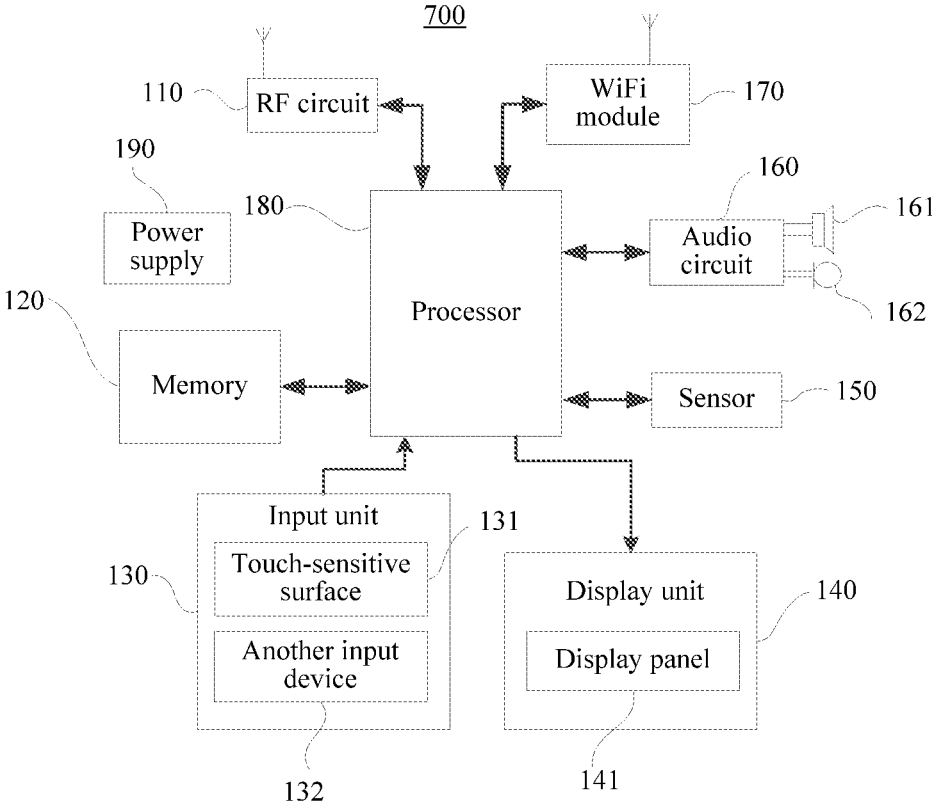 700
110
RF circuit
WiFi
module
170
190
Power
supply
180
160
Audio
circuit
161
162
120
Memory
Processor
Sensor
150
Input unit
131
Touch-sensitive
surface
130
Another input
device
132
Display unit
140
Display panel
141